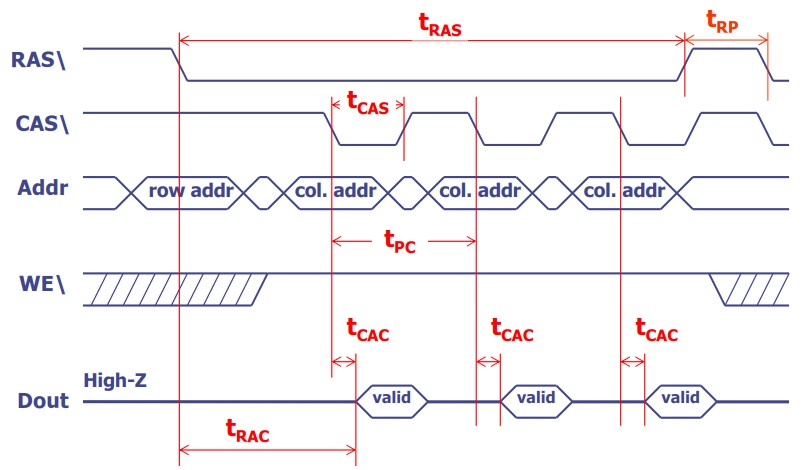 tRAS
tRP
RAS\
CAS\
tCAS
Addr
row addr
col. addr
col. addr
col. addr
tPC
WE\
tCAC
tCAC
tCAC
High-Z
Dout
valid
valid
valid
tRAC